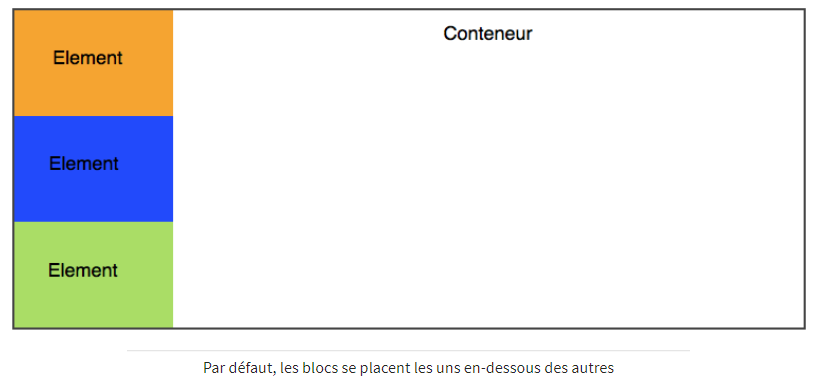 Conteneur
Element
Element
Element
Par défaut, les blocs se placent les uns en-dessous des autres